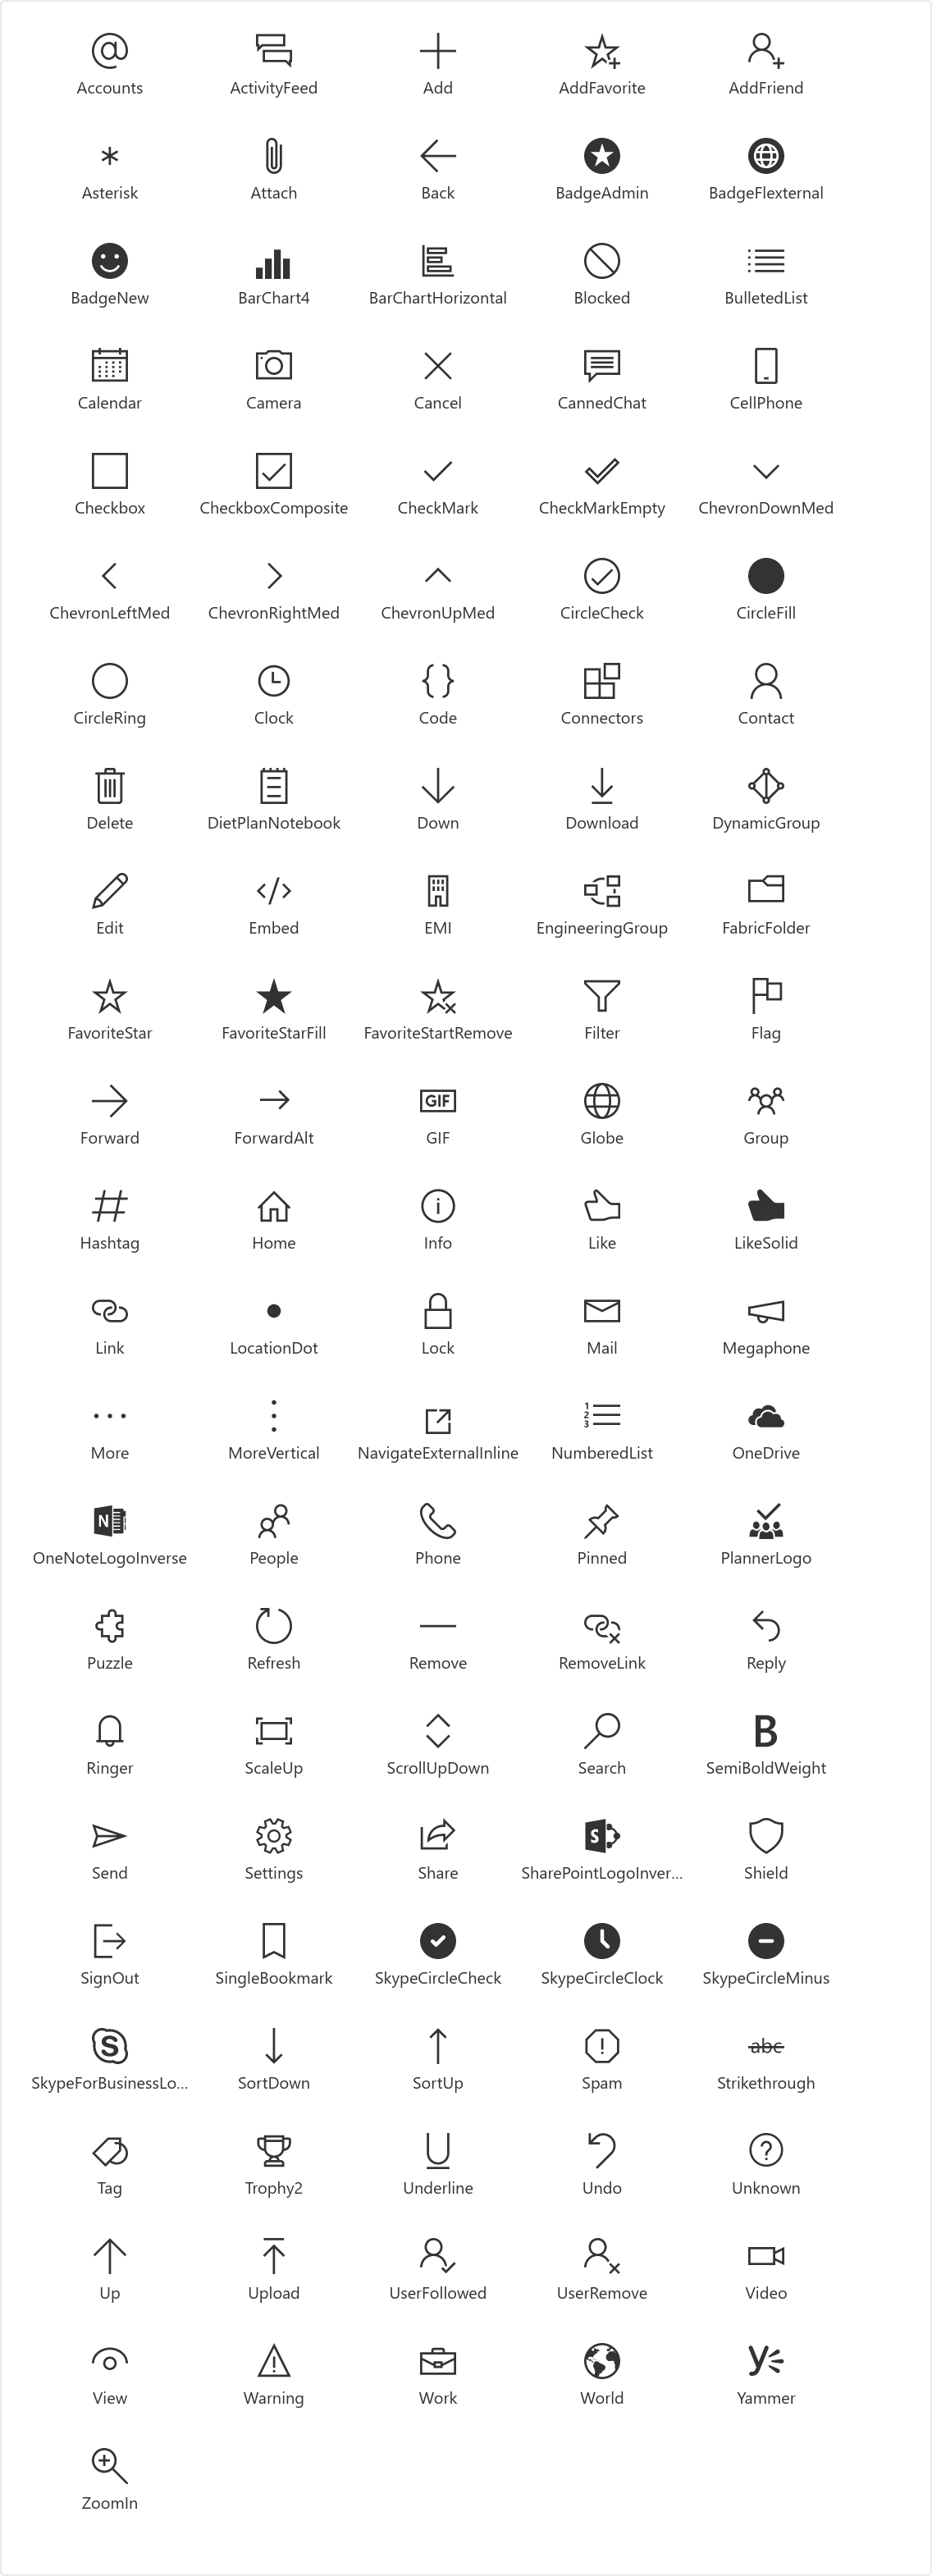 Accounts ActivityFeed Add AddFavorite AddFriend
Asterisk Attach Back BadgeAdmin BadgeFlexternal
BadgeNew BarChart4 BarChartHorizontal Blocked BulletedList
Calendar Camera Cancel CannedChat CellPhone
Checkbox CheckboxComposite CheckMark CheckMarkEmpty ChevronDownMed
ChevronLeftMed ChevronRightMed ChevronUpMed CircleCheck CircleFill
CircleRing Clock Code Connectors Contact
Delete DietPlanNotebook Down Download DynamicGroup
Edit Embed EMI EngineeringGroup FabricFolder
FavoriteStar FavoriteStarFill FavoriteStartRemove Filter Flag
GIF
Forward ForwardAlt GIF Globe Group
Hashtag Home Info Like LikeSolid
Link LocationDot Lock Mail Megaphone
1
2
3
More MoreVertical NavigateExternalInline NumberedList OneDrive
N
OneNoteLogoInverse People Phone Pinned PlannerLogo
Puzzle Refresh Remove RemoveLink Reply
B
Ringer ScaleUp ScrollUpDown Search SemiBoldWeight
S
Send Settings Share SharePointLogoInver... Shield
SignOut SingleBookmark SkypeCircleCheck SkypeCircleClock SkypeCircleMinus
S abc
SkypeForBusinessLo... SortDown SortUp Spam Strikethrough
U ?
Tag Trophy2 Underline Undo Unknown
Up Upload UserFollowed UserRemove Video
View Warning Work World Yammer
ZoomIn